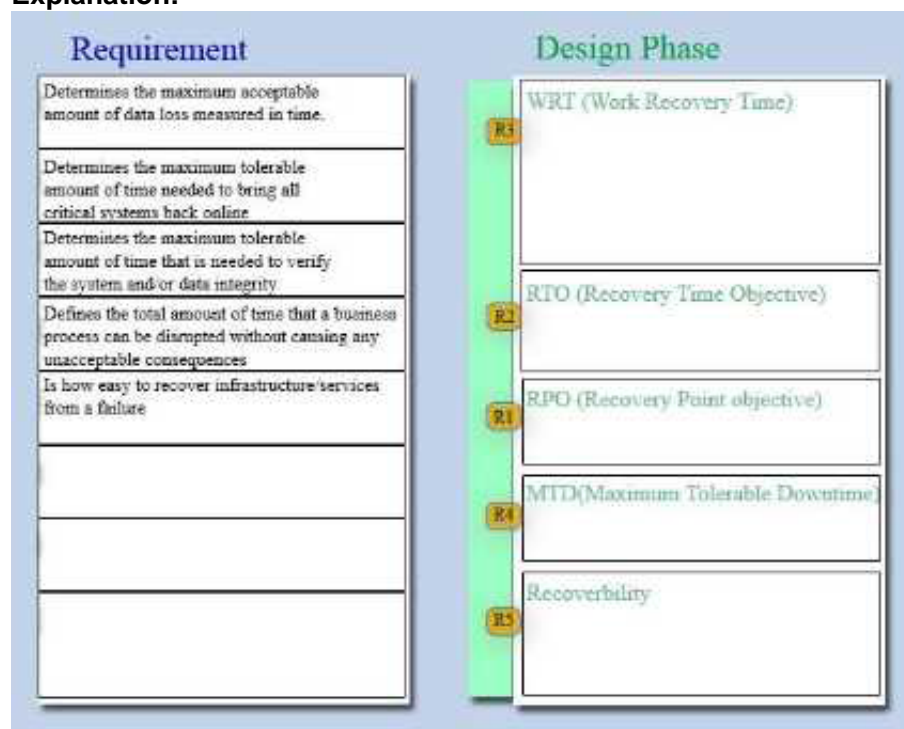 Explanation:
Requirement
Determines the maximum acceptable
amount of data loss measured in time.
Determines the maximum tolerable
amount of time needed to bring all
critical systems back online
Determines the maximum tolerable
amount of time that is needed to verify
the system and/or data integrity
Defines the total amount of time that a business
process can be disrupted without causing any
unacceptable consequences
Is how easy to recover infrastructure/services
from a failure
Design Phase
R3
WRT (Work Recovery Time)
R2
RTO (Recovery Time Objective)
R1
RPO (Recovery Point objective)
R4
MTD(Maximum Tolerable Downtime)
R5
Recoverbility